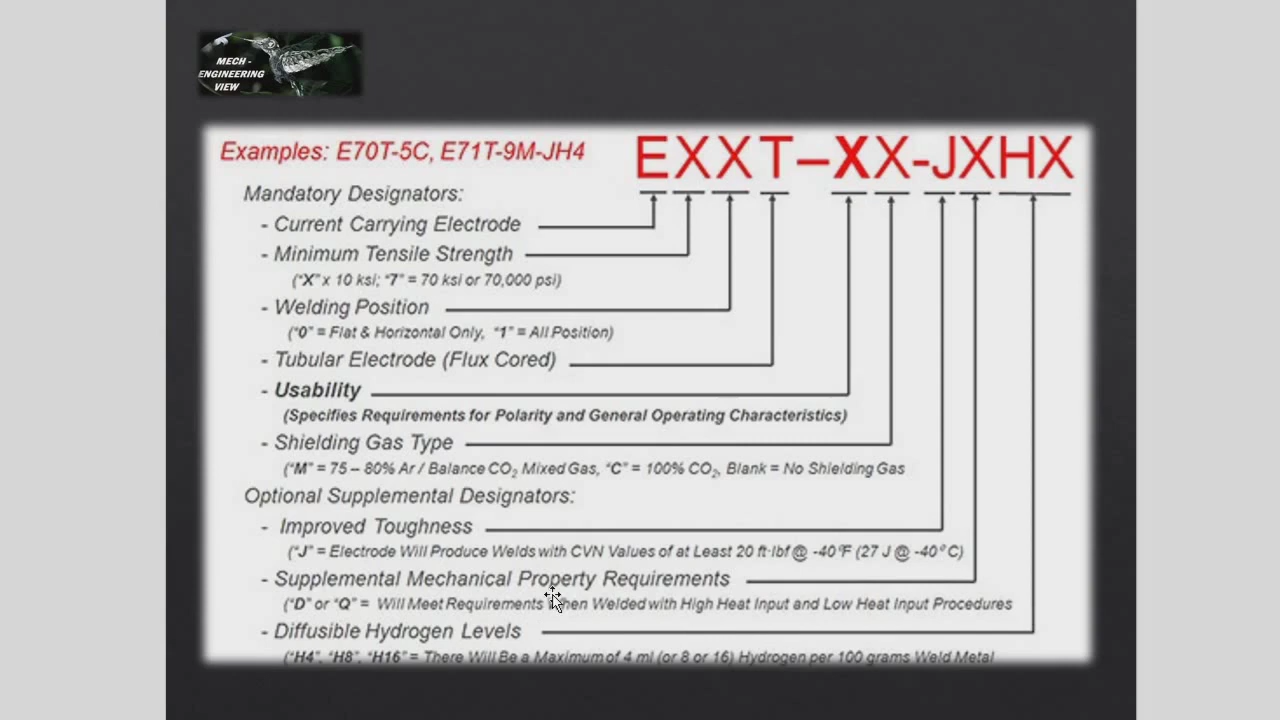 MECH -
ENGINEERING
VIEW
Examples: E70T-5C, E71T-9M-JH4
EXXT–XX-JXHX
Mandatory Designators:
- Current Carrying Electrode
- Minimum Tensile Strength
("X" x 10 ksi; "7" = 70 ksi or 70,000 psi)
- Welding Position
("0" = Flat & Horizontal Only, "1" = All Position)
- Tubular Electrode (Flux Cored)
- Usability
(Specifies Requirements for Polarity and General Operating Characteristics)
- Shielding Gas Type
("M" = 75 – 80% Ar / Balance CO₂ Mixed Gas, "C" = 100% CO₂, Blank = No Shielding Gas
Optional Supplemental Designators:
- Improved Toughness
("J" = Electrode Will Produce Welds with CVN Values of at Least 20 ft·lbf @ -40°F (27 J @ -40°C)
- Supplemental Mechanical Property Requirements
("D" or "Q" = Will Meet Requirements When Welded with High Heat Input and Low Heat Input Procedures
- Diffusible Hydrogen Levels
("H4", "H8", "H16" = There Will Be a Maximum of 4 ml (or 8 or 16) Hydrogen per 100 grams Weld Metal